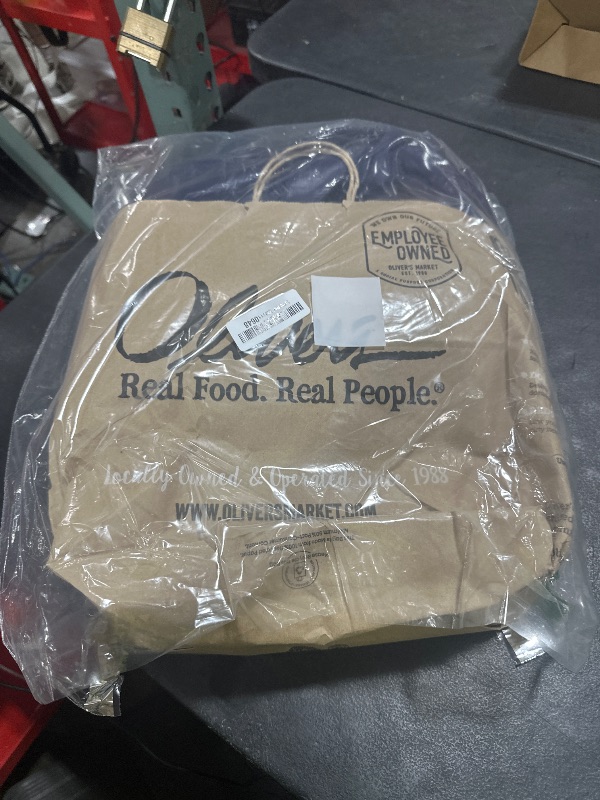 WE OWN OUR FUTURE
EMPLOYEE
OWNED
OLIVER'S MARKET
EST. 1988
Oliver's
Real Food. Real People.®
Locally Owned & Operated Since 1988
WWW.OLIVERSMARKET.COM